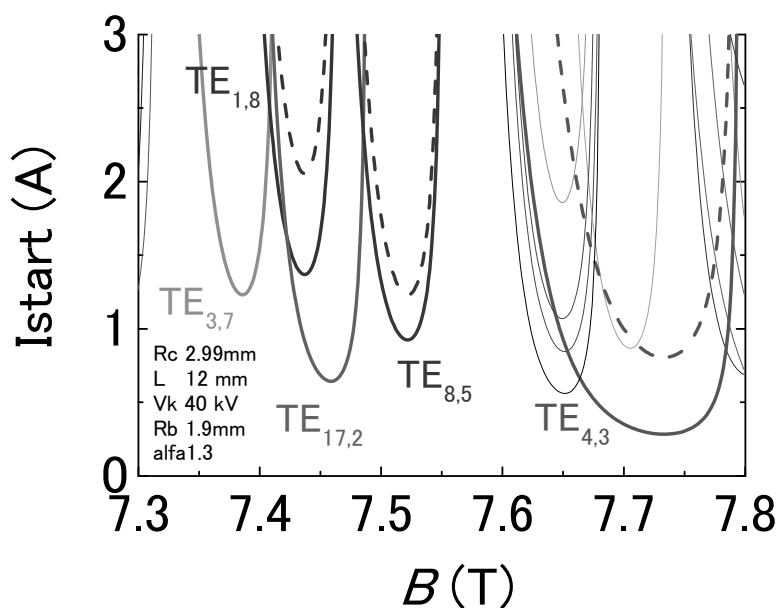 3
2
1
0
Istart (A)
TE1,8
TE3,7
TE17,2
TE8,5
TE4,3
Rc 2.99mm
L 12 mm
Vk 40 kV
Rb 1.9mm
alfa1.3
7.3 7.4 7.5 7.6 7.7 7.8
B (T)